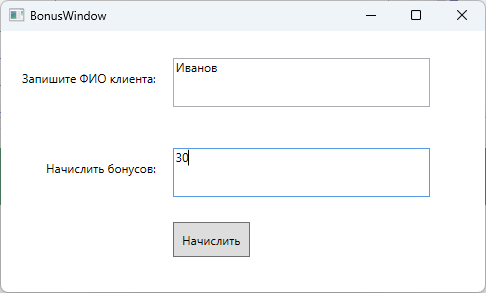 BonusWindow
Запишите ФИО клиента:
Иванов
Начислить бонусов:
30
Начислить